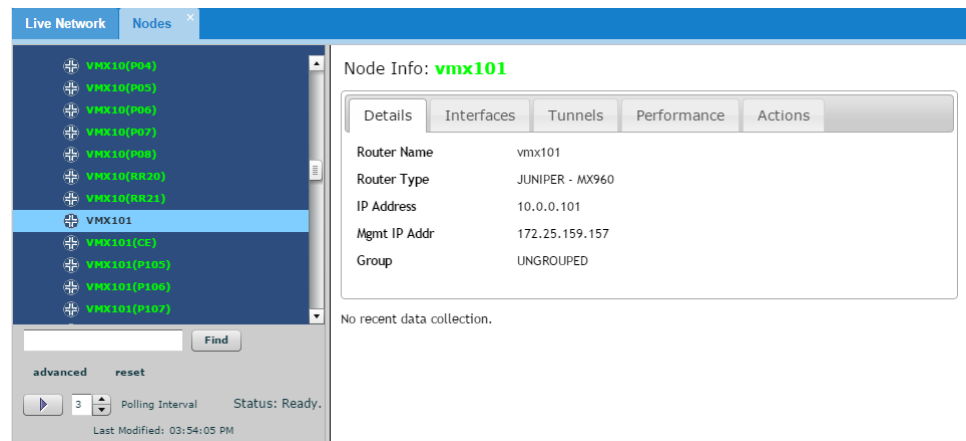 Live Network Nodes ×
VMX10(P04)
VMX10(P05)
VMX10(P06)
VMX10(P07)
VMX10(P08)
VMX10(RR20)
VMX10(RR21)
VMX101
VMX101(CE)
VMX101(P105)
VMX101(P106)
VMX101(P107)
Find
advanced reset
3 Polling Interval Status: Ready.
Last Modified: 03:54:05 PM
Node Info: vmx101
Details Interfaces Tunnels Performance Actions
Router Name vmx101
Router Type JUNIPER - MX960
IP Address 10.0.0.101
Mgmt IP Addr 172.25.159.157
Group UNGROUPED
No recent data collection.